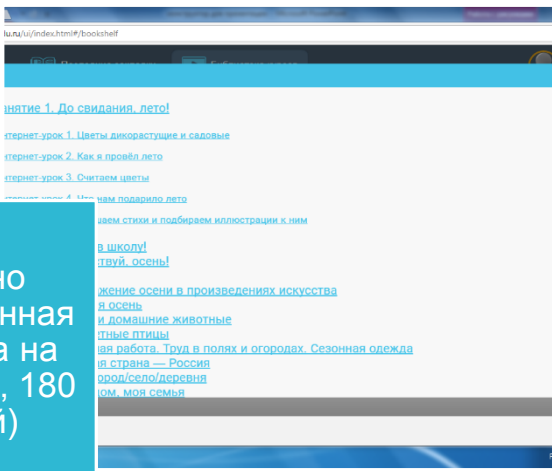 lu.ru/ui/index.html#/bookshelf
нятие 1. До свидания, лето!
нтернет-урок 1. Цветы дикорастущие и садовые
нтернет-урок 2. Как я провёл лето
нтернет-урок 3. Считаем цветы
нам подарило лето
аем стихи и подбираем иллюстрации к ним
в школу!
ствуй, осень!
жение осени в произведениях искусства
я осень
и домашние животные
етные птицы
ая работа. Труд в полях и огородах. Сезонная одежда
ая страна — Россия
ород/село/деревня
дом, моя семья
но
нная
а на
, 180
й)